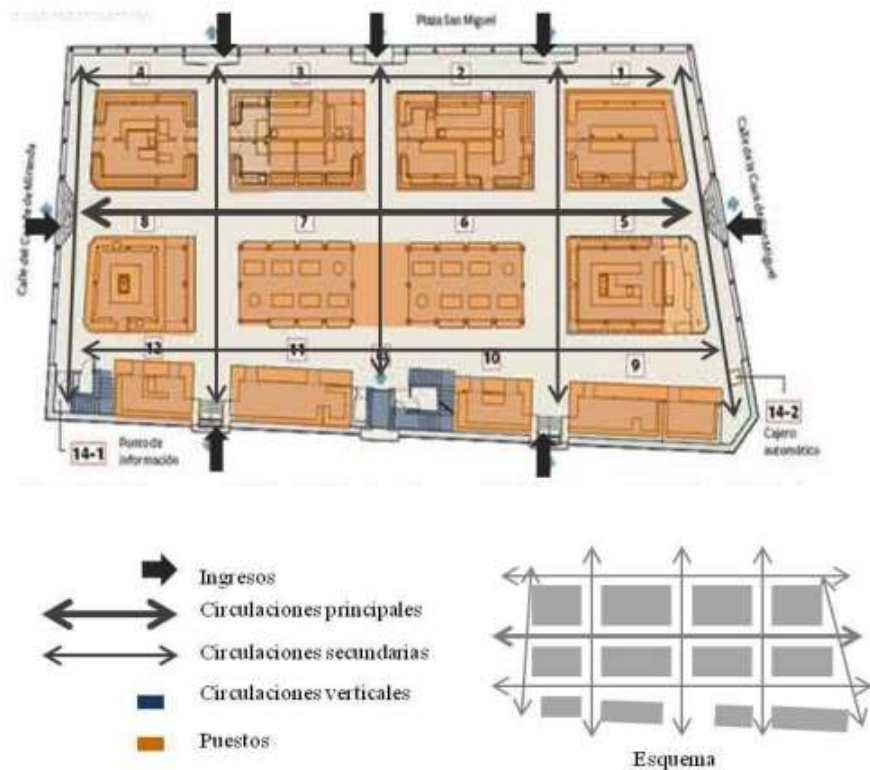 Plaza San Miguel
4
3
2
1
Calle del Conde de Miranda
Calle de la Cava de San Miguel
8
7
6
5
12
11
10
9
14-1
Punto de
información
14-2
Cajero
automático
Ingresos
Circulaciones principales
Circulaciones secundarias
Circulaciones verticales
Puestos
Esquema